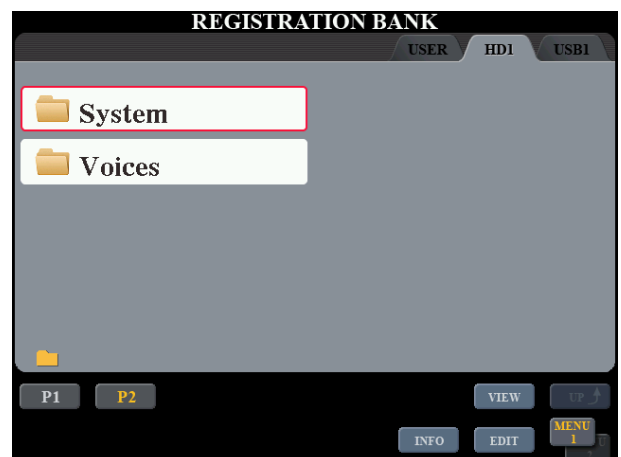 REGISTRATION BANK
USER HD1 USB1
System
Voices
P1 P2 VIEW UP
INFO EDIT MENU 1